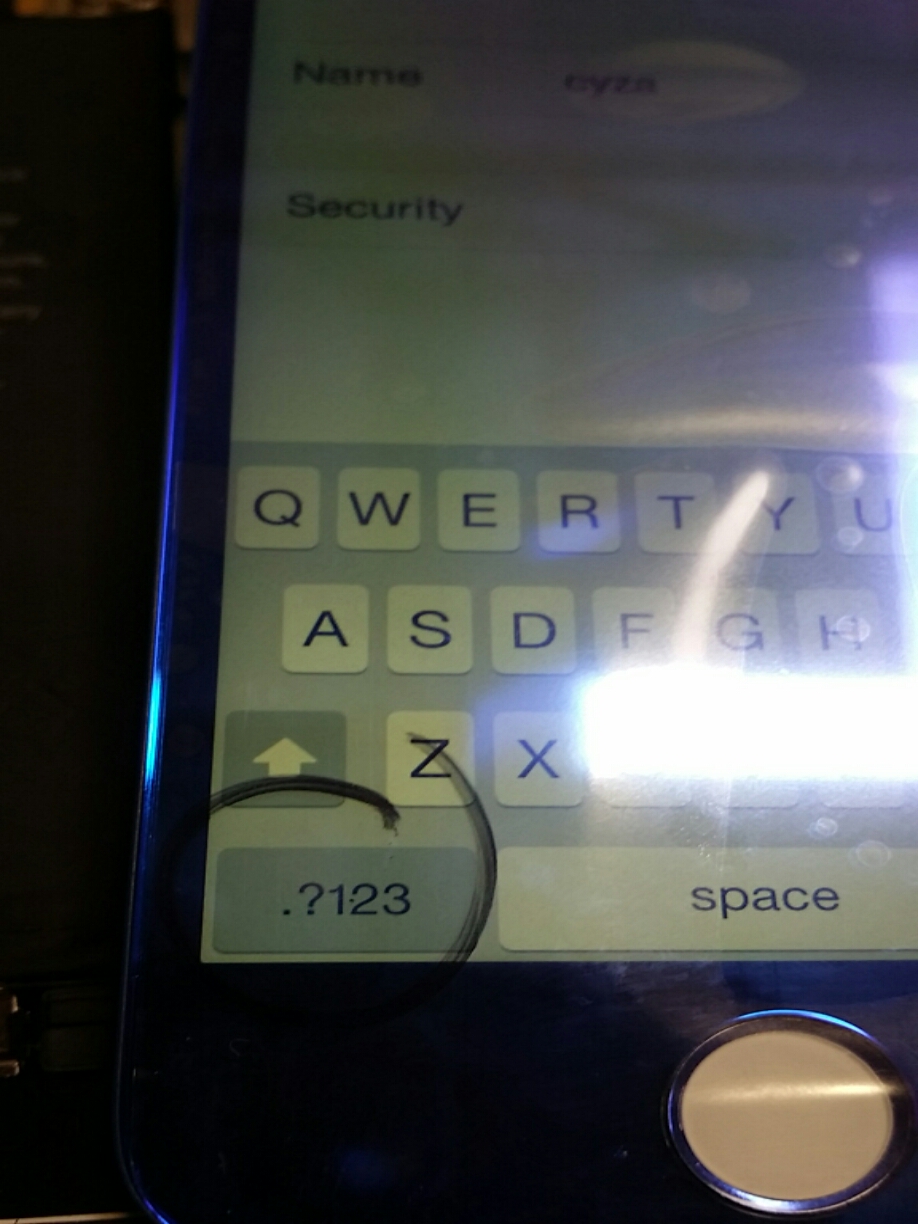 Name cyza
Security
Q W E R T Y U
A S D F G H
Z X
.?123 space